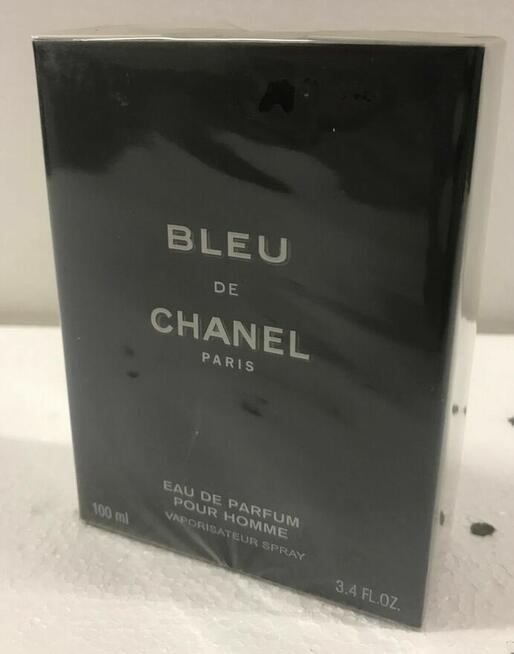 BLEU
DE
CHANEL
PARIS
EAU DE PARFUM
POUR HOMME
VAPORISATEUR SPRAY
100 ml
3.4 FL.OZ.